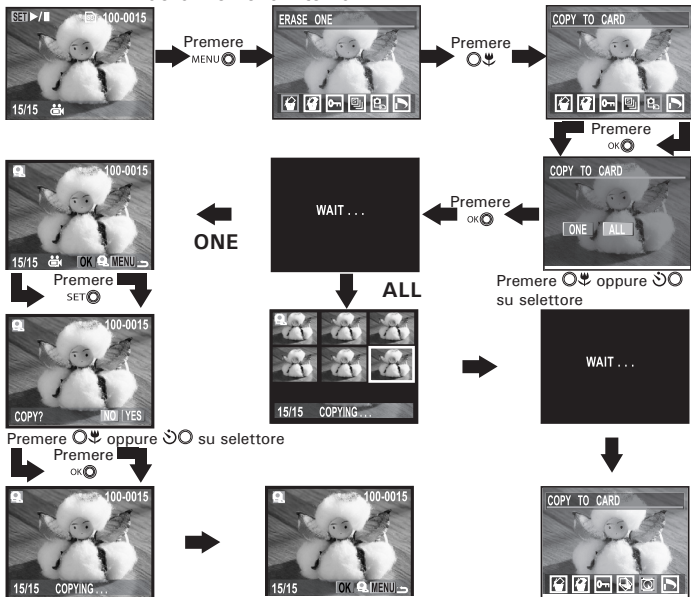 SET 100-0015
15/15
Premere
MENU
ERASE ONE
Premere
COPY TO CARD
Premere
OK
COPY TO CARD
ONE ALL
Premere oppure
su selettore
Premere
OK
WAIT . . .
ONE
ALL
100-0015
15/15 OK MENU
Premere
SET
100-0015
COPY? NO YES
Premere oppure su selettore
Premere
OK
100-0015
15/15 COPYING . . .
100-0015
15/15 OK MENU
15/15 COPYING . . .
WAIT . . .
COPY TO CARD